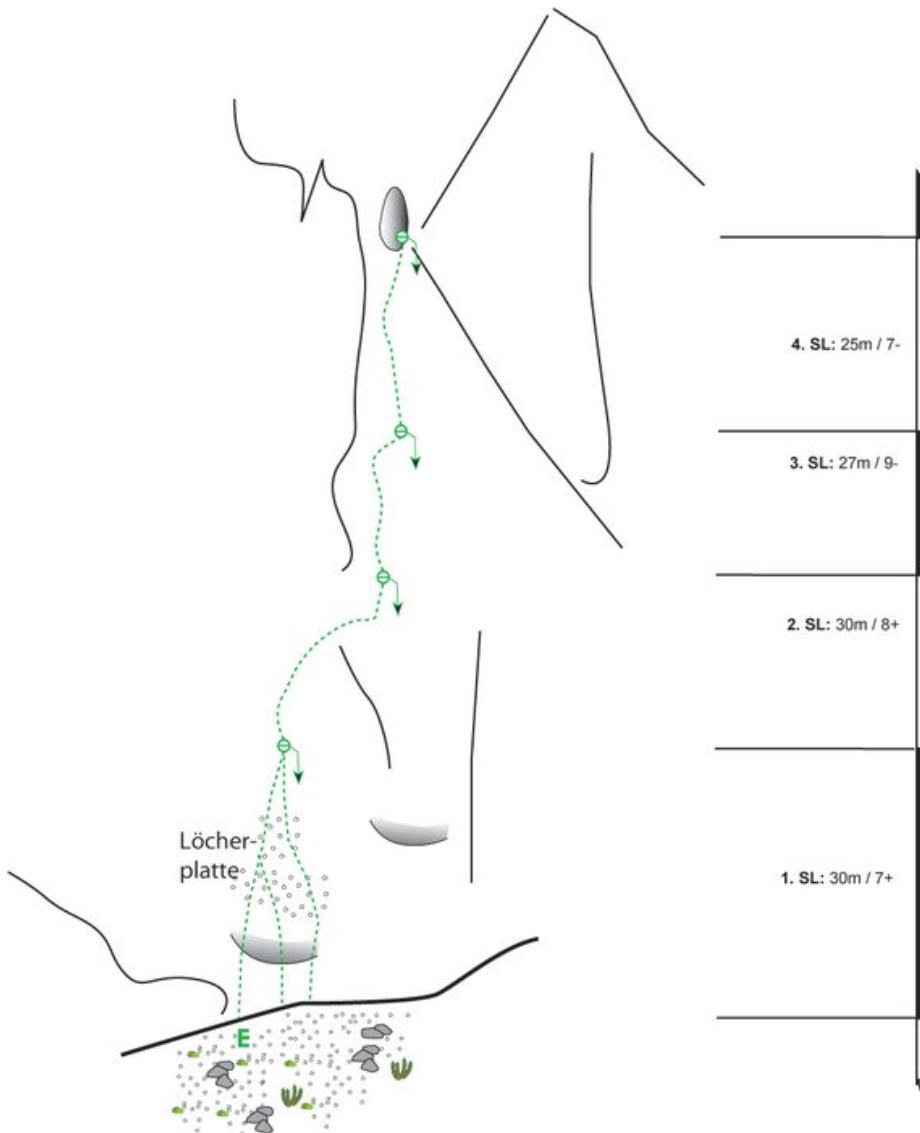 4. SL: 25m / 7-
3. SL: 27m / 9-
2. SL: 30m / 8+
Löcher-
platte
1. SL: 30m / 7+
E